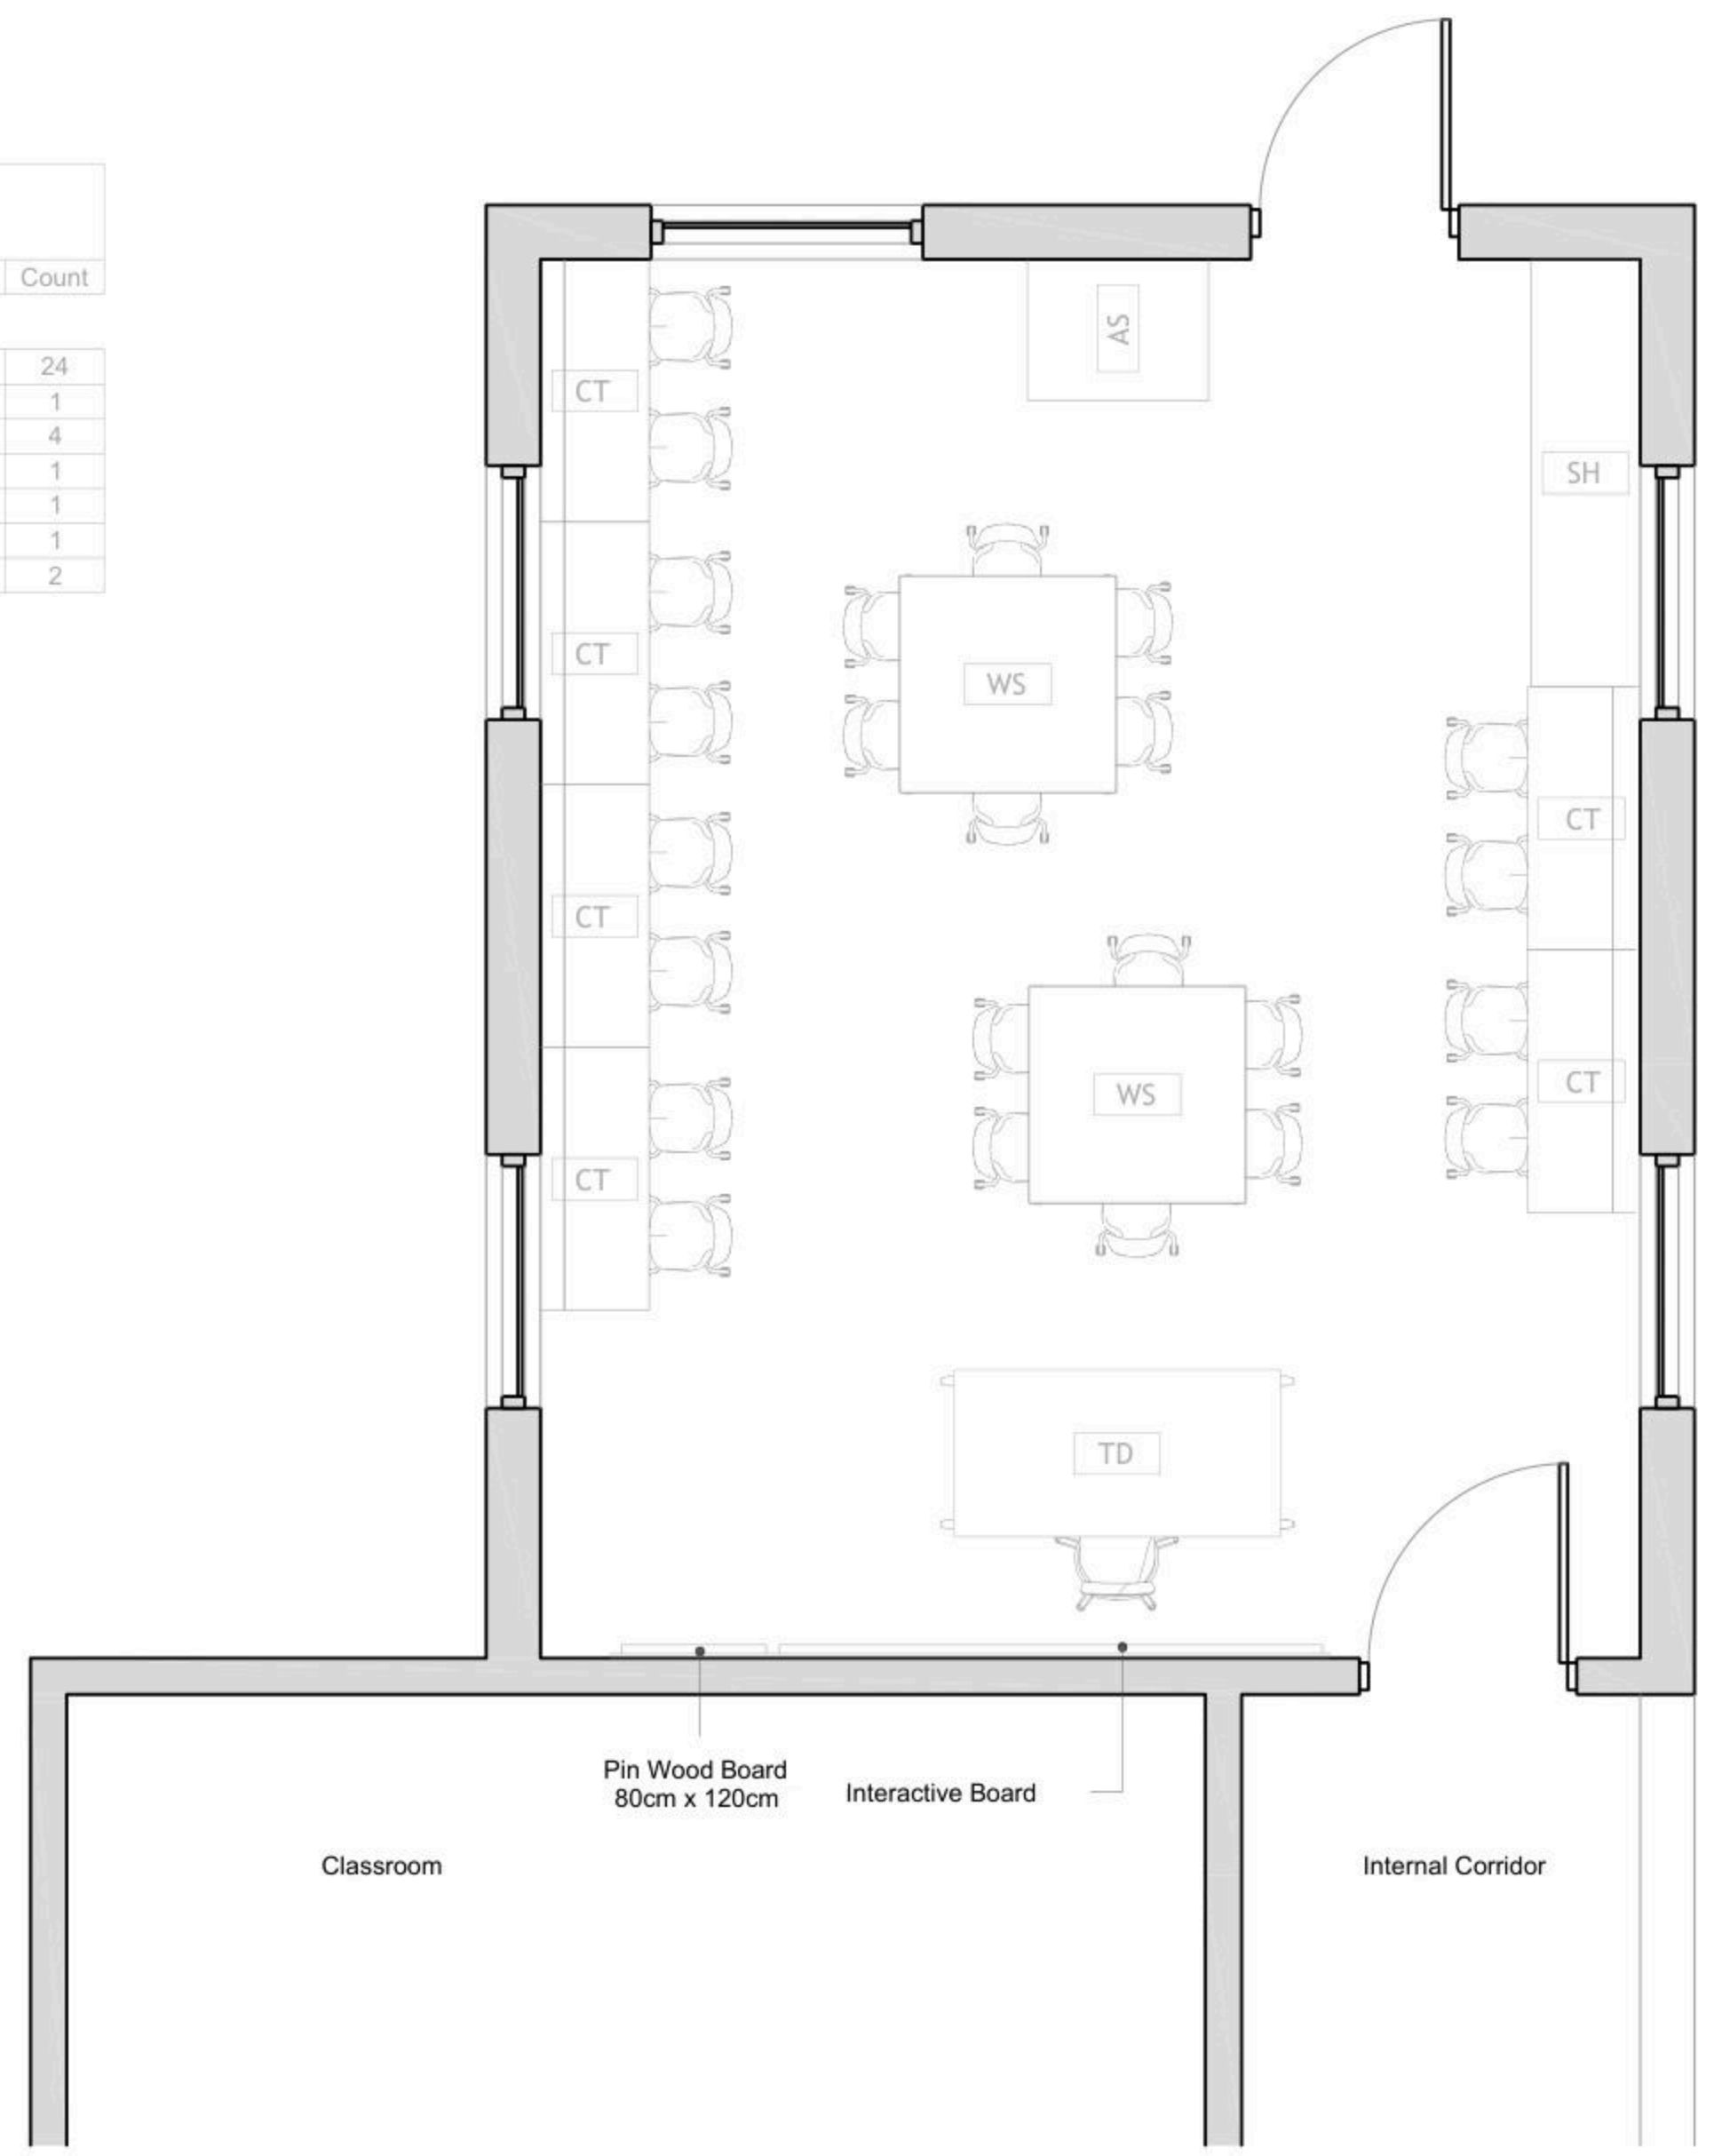 Count
24
1
4
1
1
1
2
AS
CT
SH
CT
WS
CT
CT
CT
WS
CT
CT
TD
Pin Wood Board
80cm x 120cm
Interactive Board
Classroom
Internal Corridor